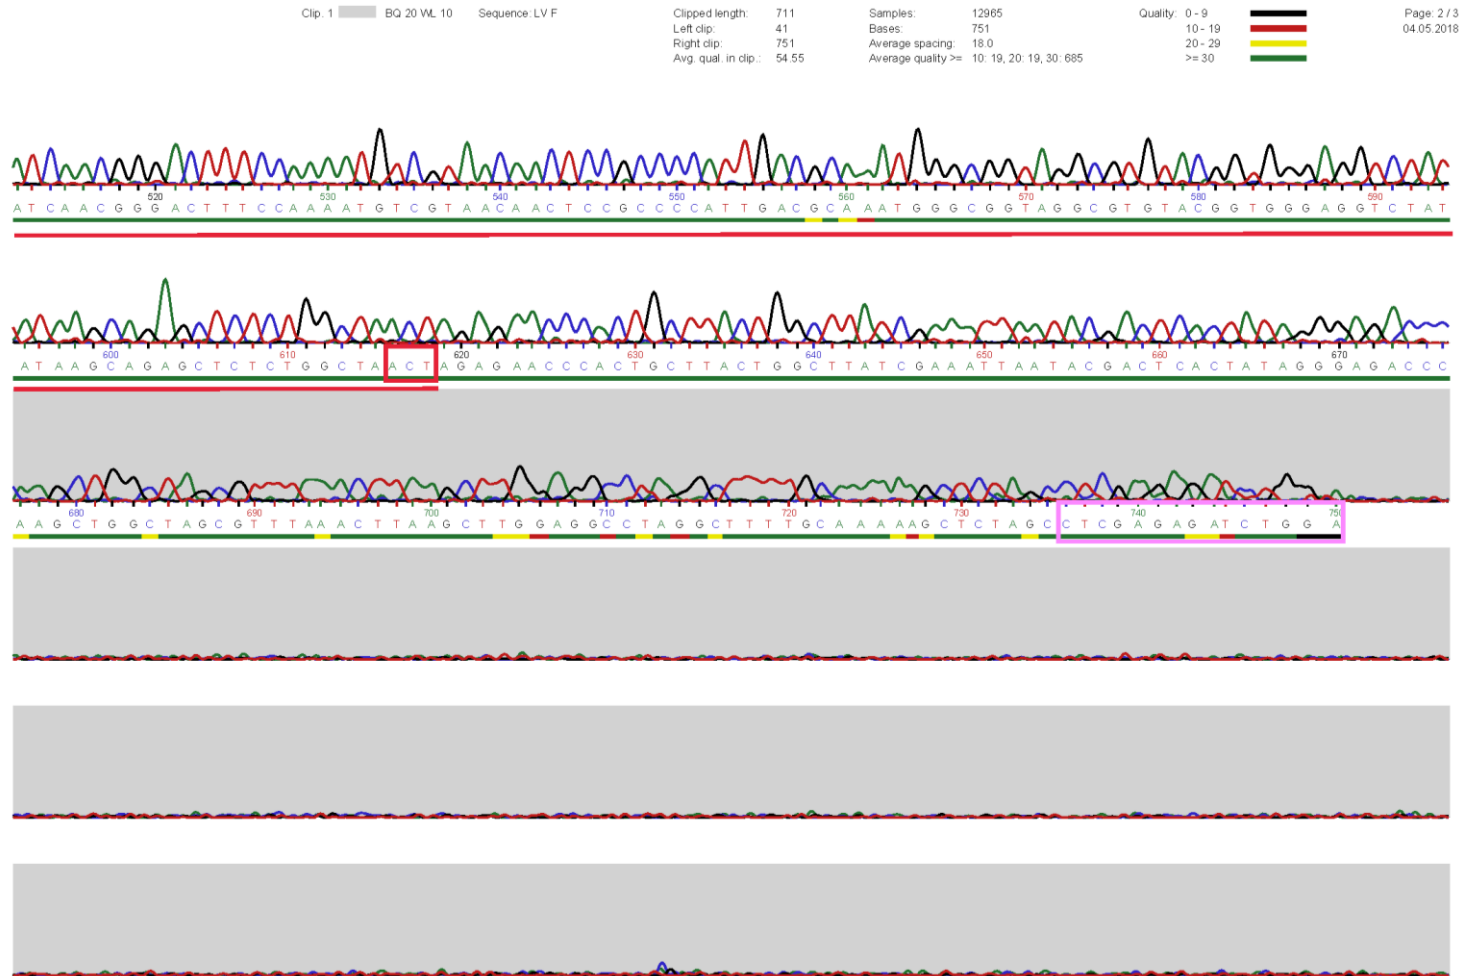 Clip. 1 BQ 20 WL 10 Sequence: LV F Clipped length: 711 Samples: 12965 Quality: 0 - 9 Page: 2 / 3
Left clip: 41 Bases: 751 10 - 19 04.05.2018
Right clip: 751 Average spacing: 18.0 20 - 29
Avg. qual. in clip.: 54.55 Average quality >= 10: 19, 20: 19, 30: 685 >= 30
520 530 540 550 560 570 580 590
A T C A A C G G G A C T T T C C A A A A T G T C G T A A C A A C T C C G C C C C A T T G A C G C A A A T G G G C G G T A G G C G T G T A C G G T G G G A G G T C T A T
600 610 620 630 640 650 660 670
A T A A G C A G A G C T C T C T G G C T A A C T A G A G A A C C C A C T G C T T A C T G G C T T A T C G A A A T T A A T A C G A C T C A C T A T A G G G A G A C C C
680 690 700 710 720 730 740 750
A A G C T G G C T A G C G T T T A A A C T T A A G C T T G G A G G C C T A G G C T T T T G C A A A A A G C T C T A G C C T C G A G A G A T C T G G A